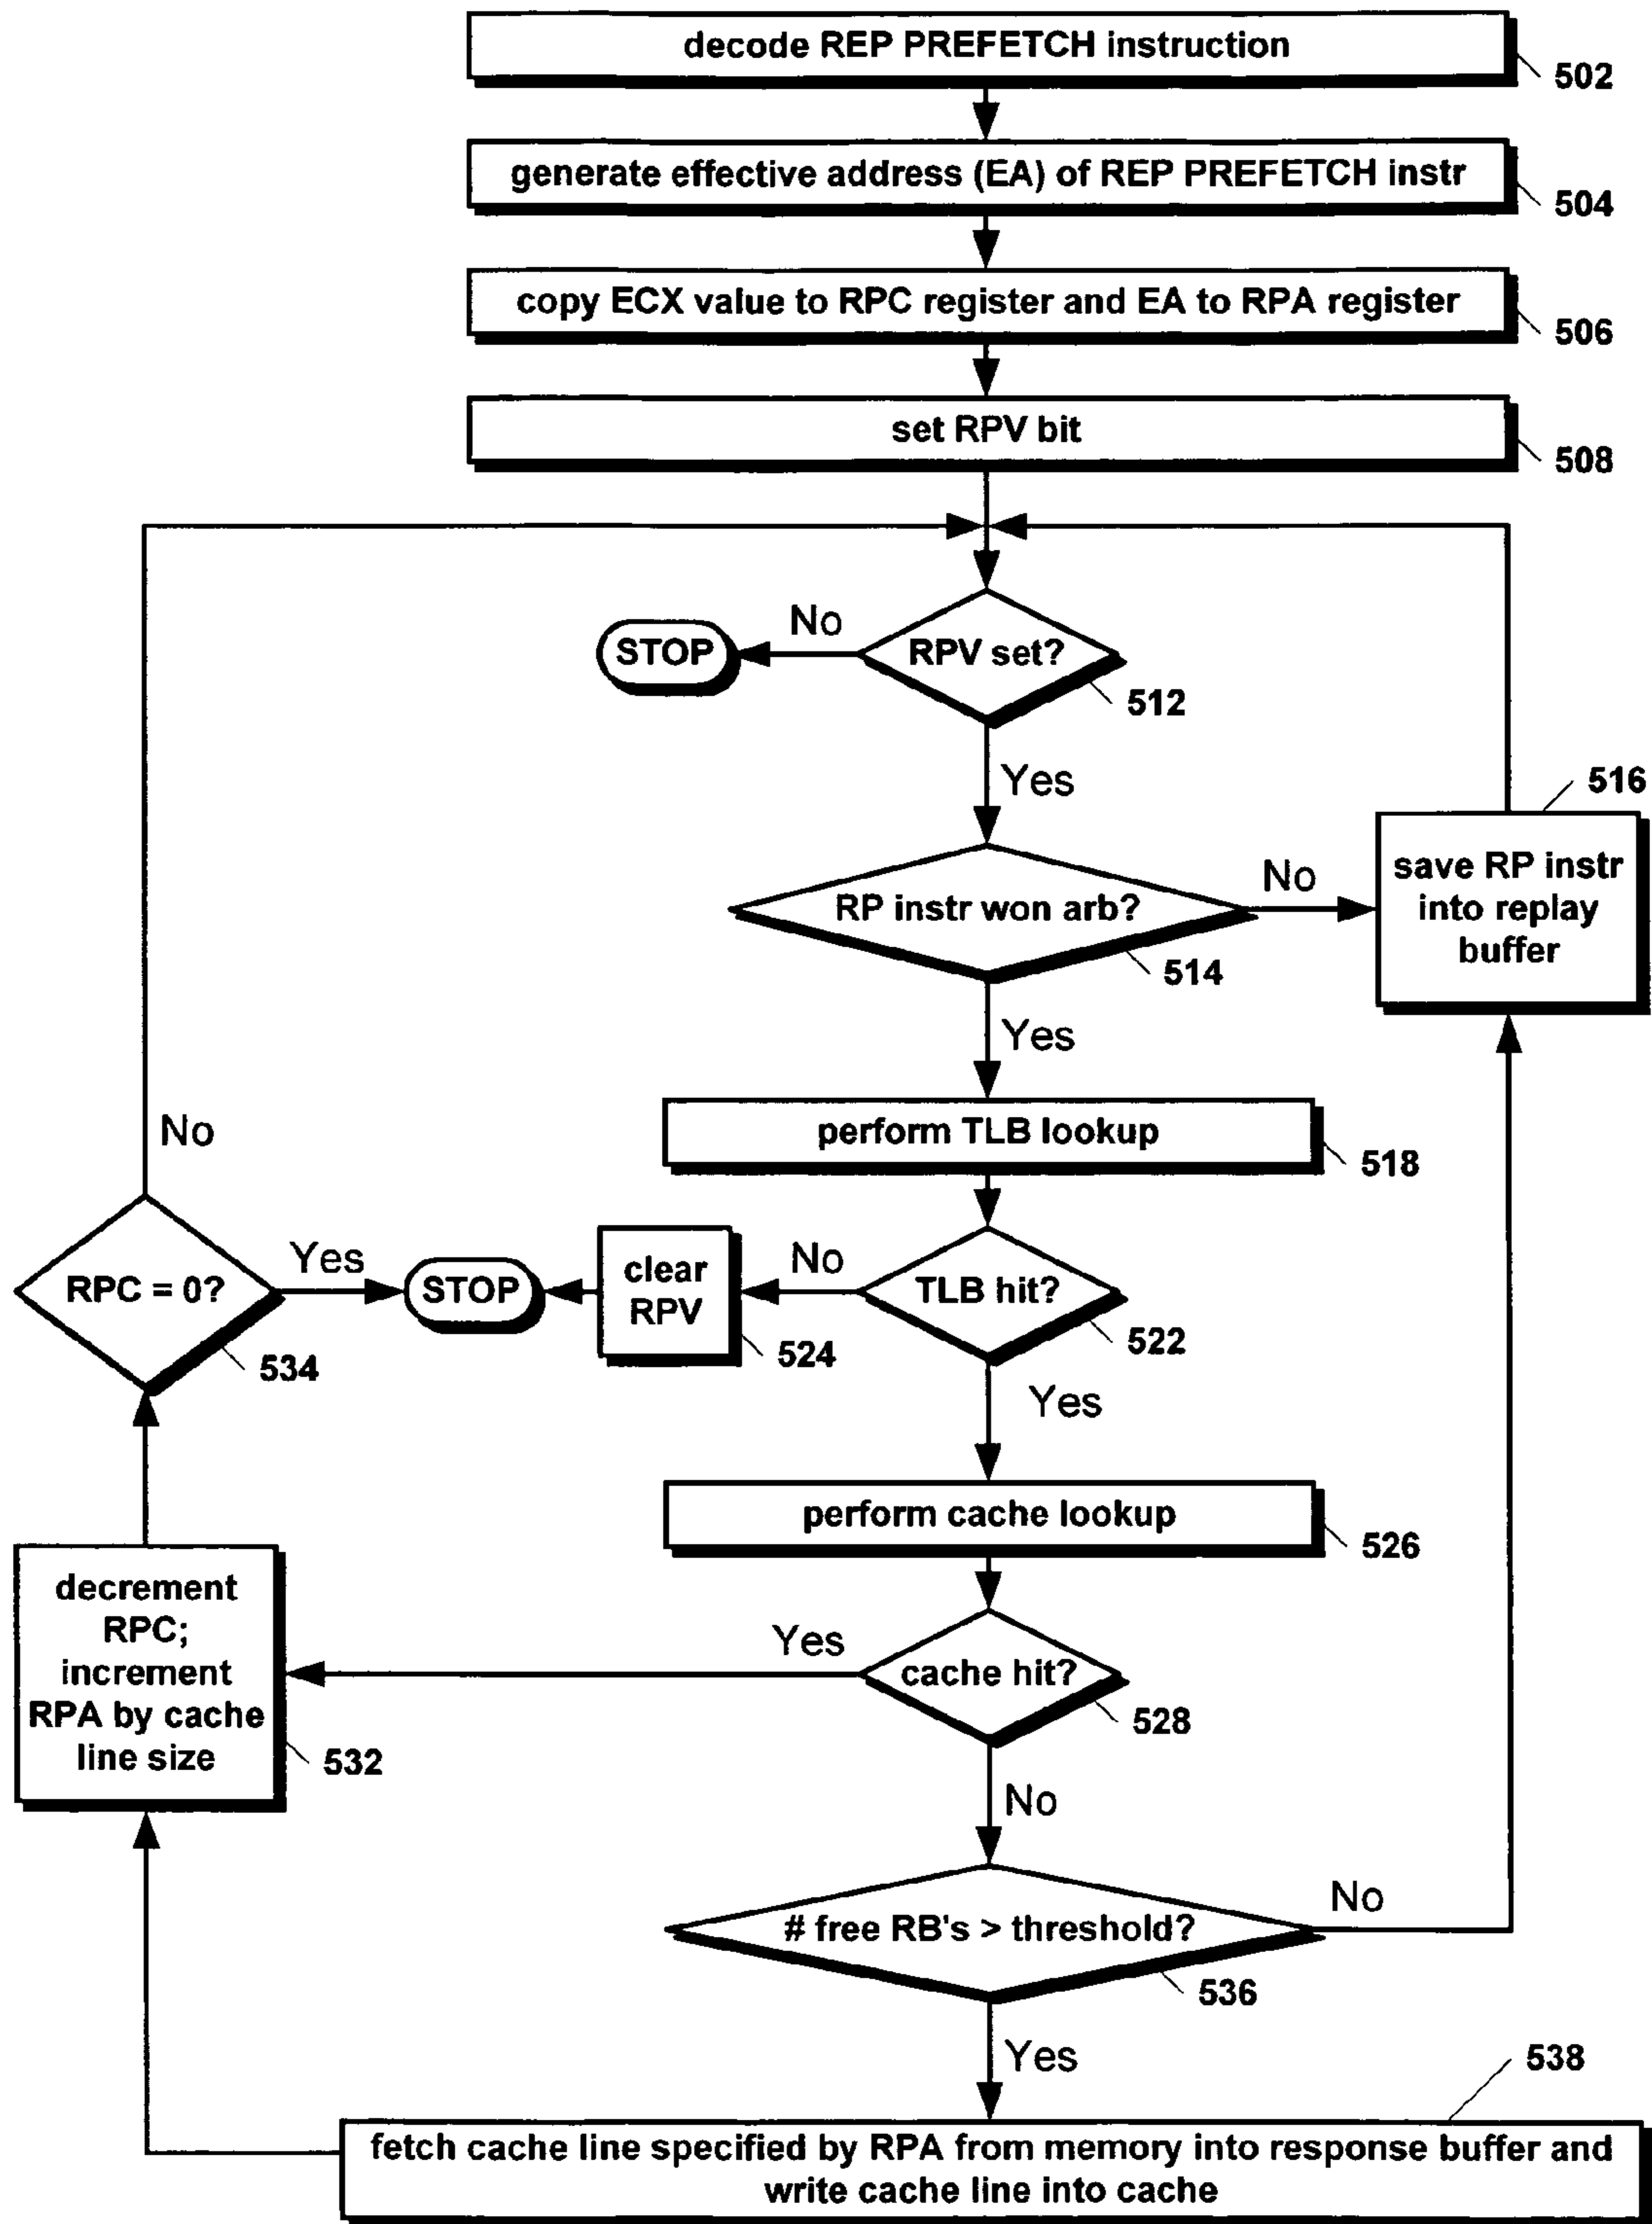 decode REP PREFETCH instruction
502
generate effective address (EA) of REP PREFETCH instr
504
copy ECX value to RPC register and EA to RPA register
506
set RPV bit
508
RPV set?
No
STOP
512
Yes
RP instr won arb?
514
No
516
save RP instr
into replay
buffer
Yes
perform TLB lookup
518
TLB hit?
522
No
clear
RPV
524
STOP
Yes
RPC = 0?
534
No
Yes
perform cache lookup
526
cache hit?
528
Yes
decrement
RPC;
increment
RPA by cache
line size
532
No
# free RB's > threshold?
536
No
Yes
538
fetch cache line specified by RPA from memory into response buffer and
write cache line into cache